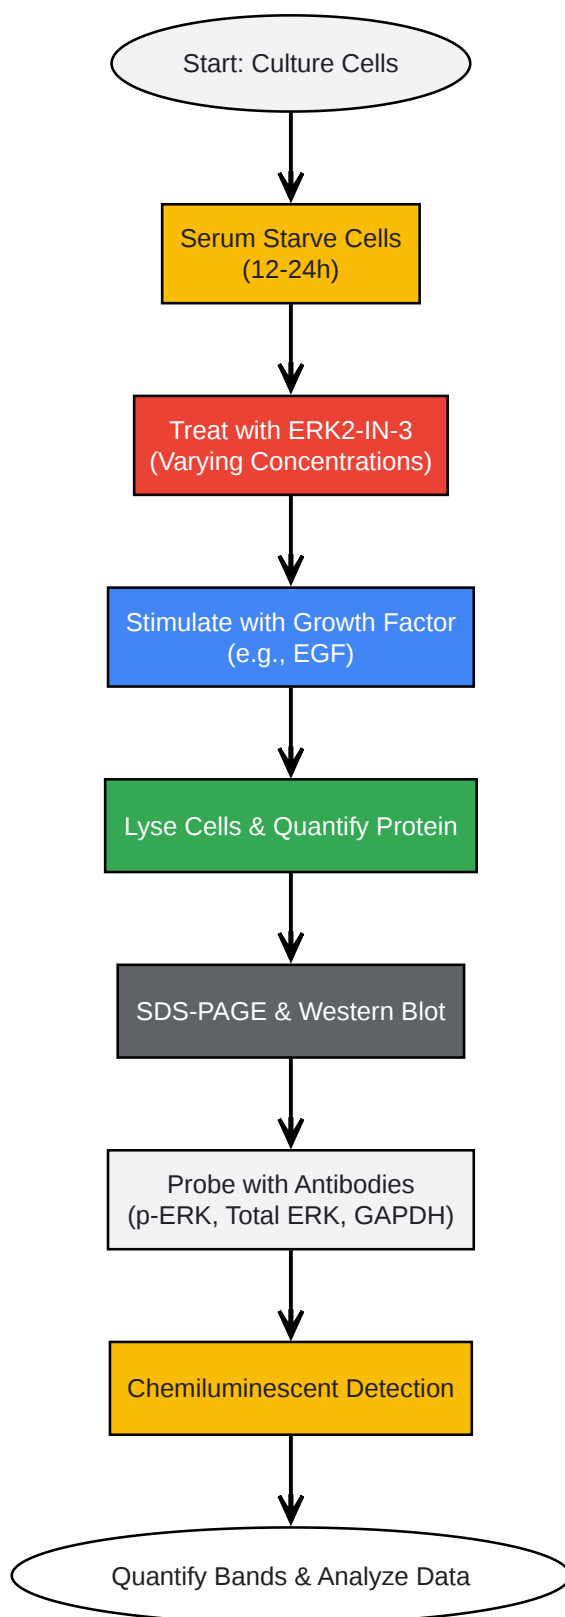 Start: Culture Cells
Serum Starve Cells
(12-24h)
Treat with ERK2-IN-3
(Varying Concentrations)
Stimulate with Growth Factor
(e.g., EGF)
Lyse Cells & Quantify Protein
SDS-PAGE & Western Blot
Probe with Antibodies
(p-ERK, Total ERK, GAPDH)
Chemiluminescent Detection
Quantify Bands & Analyze Data